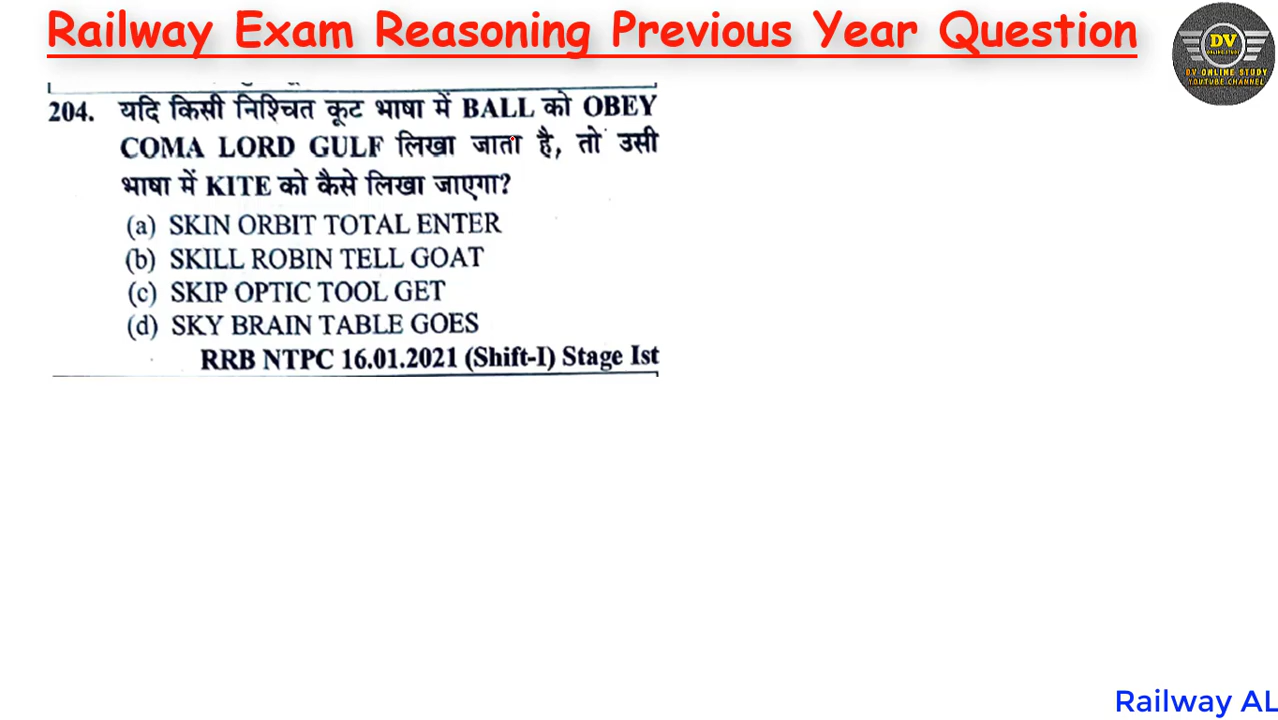 Railway Exam Reasoning Previous Year Question
DV
ONLINE STUDY
DV ONLINE STUDY
YOUTUBE CHANNEL
204. यदि किसी निश्चित कूट भाषा में BALL को OBEY
COMA LORD GULF लिखा जाता है, तो उसी
भाषा में KITE को कैसे लिखा जाएगा?
(a) SKIN ORBIT TOTAL ENTER
(b) SKILL ROBIN TELL GOAT
(c) SKIP OPTIC TOOL GET
(d) SKY BRAIN TABLE GOES
RRB NTPC 16.01.2021 (Shift-I) Stage Ist
Railway AL